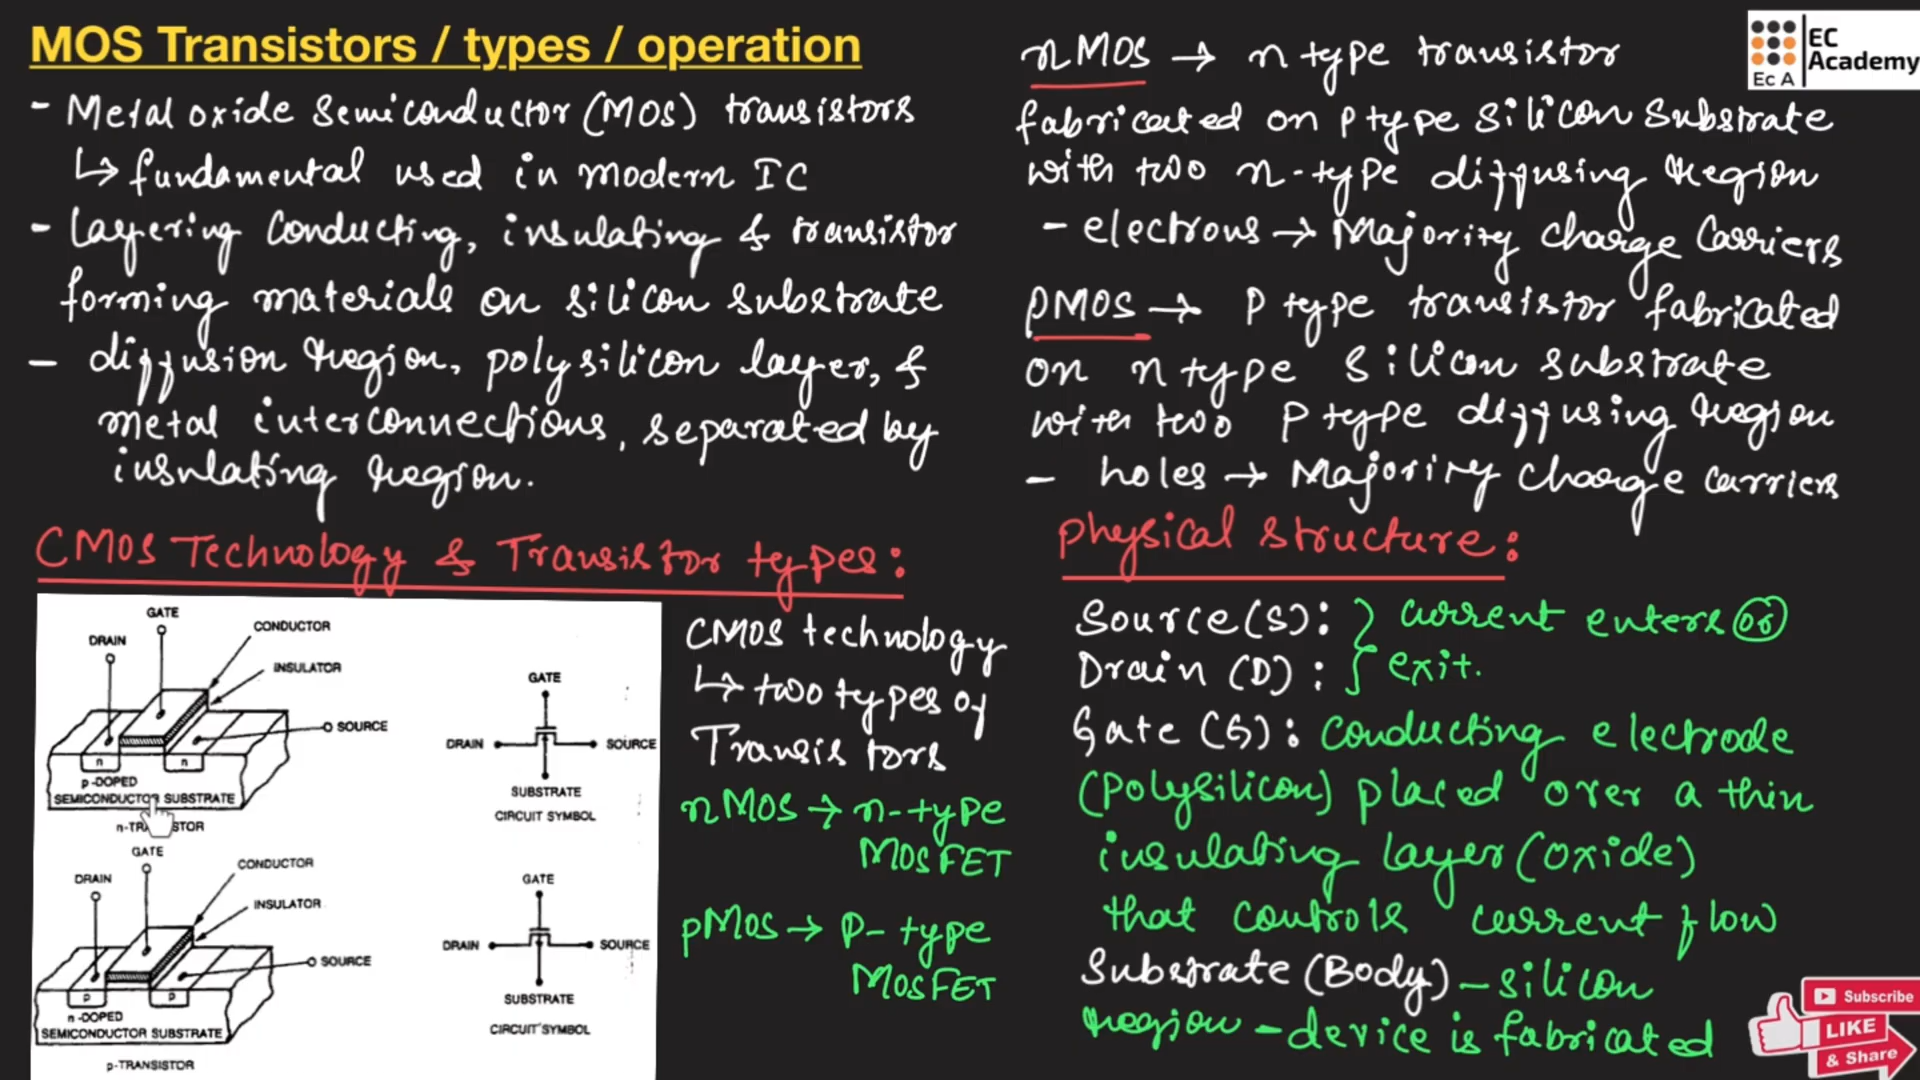 MOS Transistors / types / operation
- Metal oxide semiconductor (MOS) transistors
↳ fundamental used in modern IC
- Layering conducting, insulating & transistor
forming materials on silicon substrate
- diffusion region, polysilicon layer, &
metal interconnections, separated by
insulating region.
CMOS Technology & Transistor types:
GATE
DRAIN
CONDUCTOR
INSULATOR
SOURCE
n
n
p-DOPED
SEMICONDUCTOR SUBSTRATE
GATE
DRAIN
SOURCE
SUBSTRATE
CIRCUIT SYMBOL
GATE
DRAIN
CONDUCTOR
INSULATOR
SOURCE
p
p
n-DOPED
SEMICONDUCTOR SUBSTRATE
p-TRANSISTOR
GATE
DRAIN
SOURCE
SUBSTRATE
CIRCUIT SYMBOL
CMOS technology
↳ two types of
Transistors
nMOS → n-type
MOSFET
pMOS → P-type
MOSFET
nMOS → n type transistor
fabricated on p type silicon substrate
with two n-type diffusing region
- electrons → Majority charge carriers
pMOS → P type transistor fabricated
on n type silicon substrate
with two P type diffusing region
- holes → Majority charge carriers
physical structure:
Source (S): } current enters or
Drain (D): } exit.
Gate (G): conducting electrode
(polysilicon) placed over a thin
insulating layer (oxide)
that controls current flow
Substrate (Body) - silicon
region - device is fabricated
EC
Academy
Ec A
Subscribe
LIKE
& Share